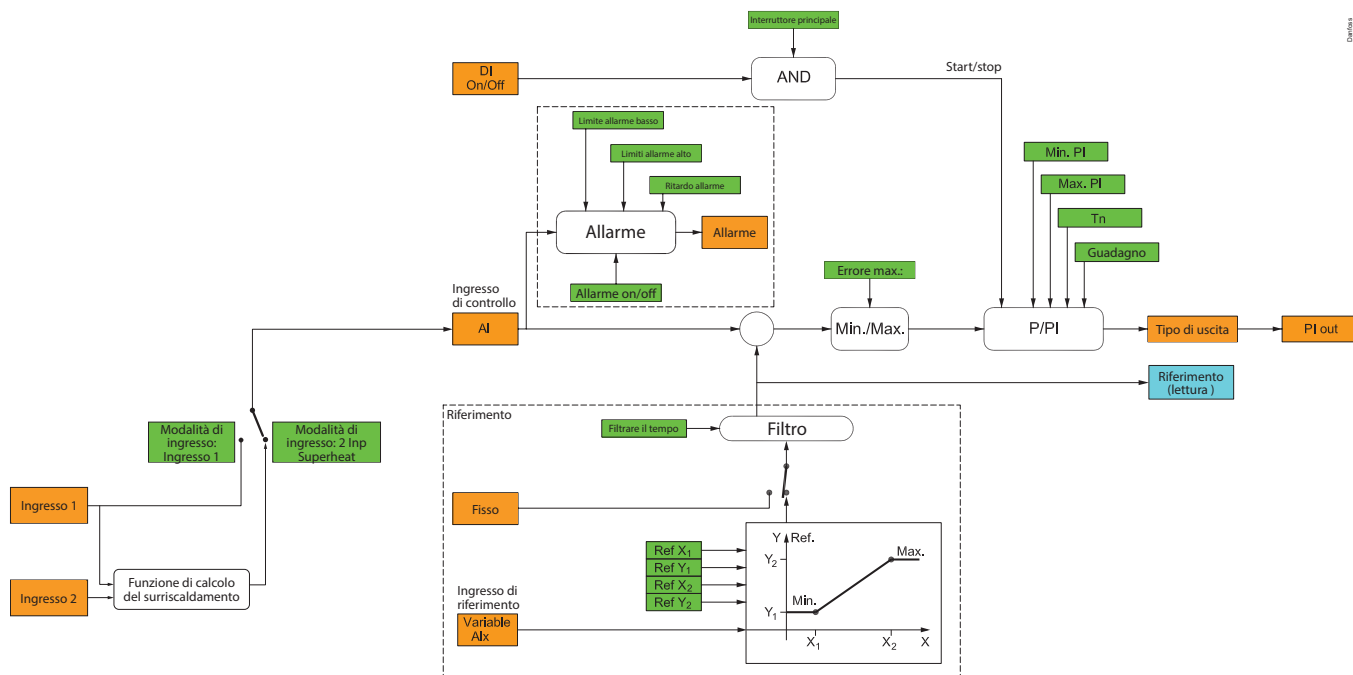 Danfoss
Interruttore principale
DI
On/Off
AND
Start/stop
Limite allarme basso
Limiti allarme alto
Ritardo allarme
Allarme
Allarme
Allarme on/off
Min. PI
Max. PI
Tn
Guadagno
Ingresso
di controllo
AI
Errore max.:
Min./Max.
P/PI
Tipo di uscita
PI out
Riferimento
(lettura )
Riferimento
Filtrare il tempo
Filtro
Modalità di
ingresso:
Ingresso 1
Modalità di
ingresso: 2 Inp
Superheat
Ingresso 1
Fisso
Ingresso 2
Funzione di calcolo
del surriscaldamento
Ref X1
Ref Y1
Ref X2
Ref Y2
Ingresso di
riferimento
Variable
AIx
Y Ref.
Y2
Max.
Min.
Y1
X1 X2 X